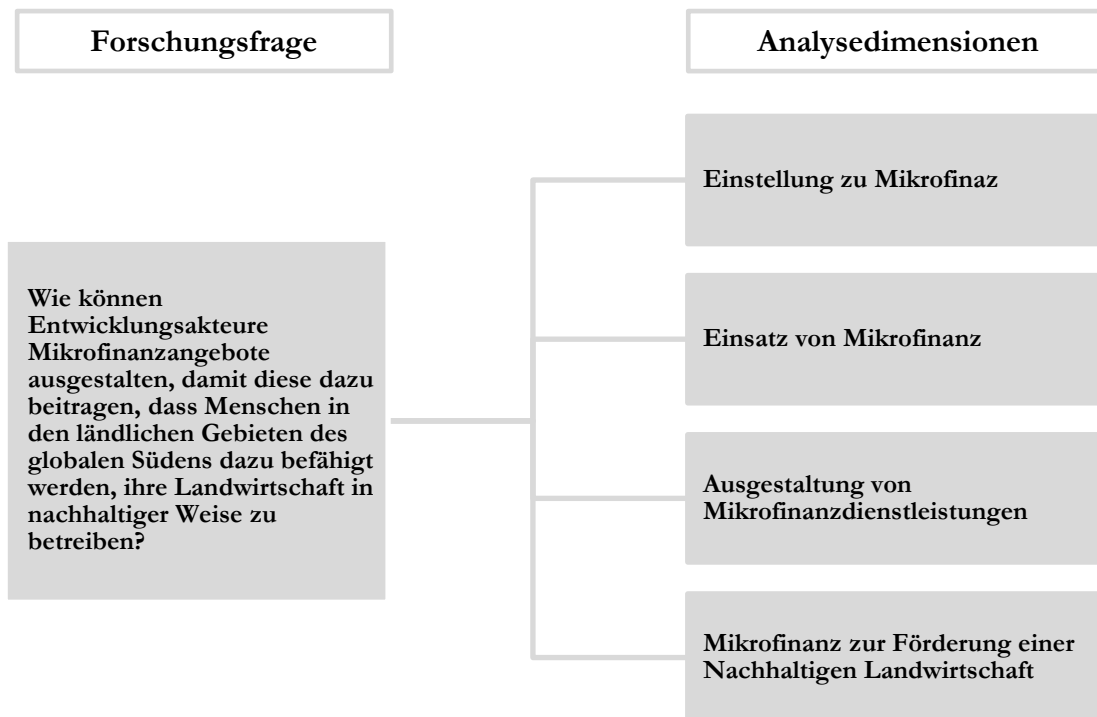 Forschungsfrage
Analysedimensionen
Wie können
Entwicklungsakteure
Mikrofinanzangebote
ausgestalten, damit diese dazu
beitragen, dass Menschen in
den ländlichen Gebieten des
globalen Südens dazu befähigt
werden, ihre Landwirtschaft in
nachhaltiger Weise zu
betreiben?
Einstellung zu Mikrofinaz
Einsatz von Mikrofinanz
Ausgestaltung von
Mikrofinanzdienstleistungen
Mikrofinanz zur Förderung einer
Nachhaltigen Landwirtschaft